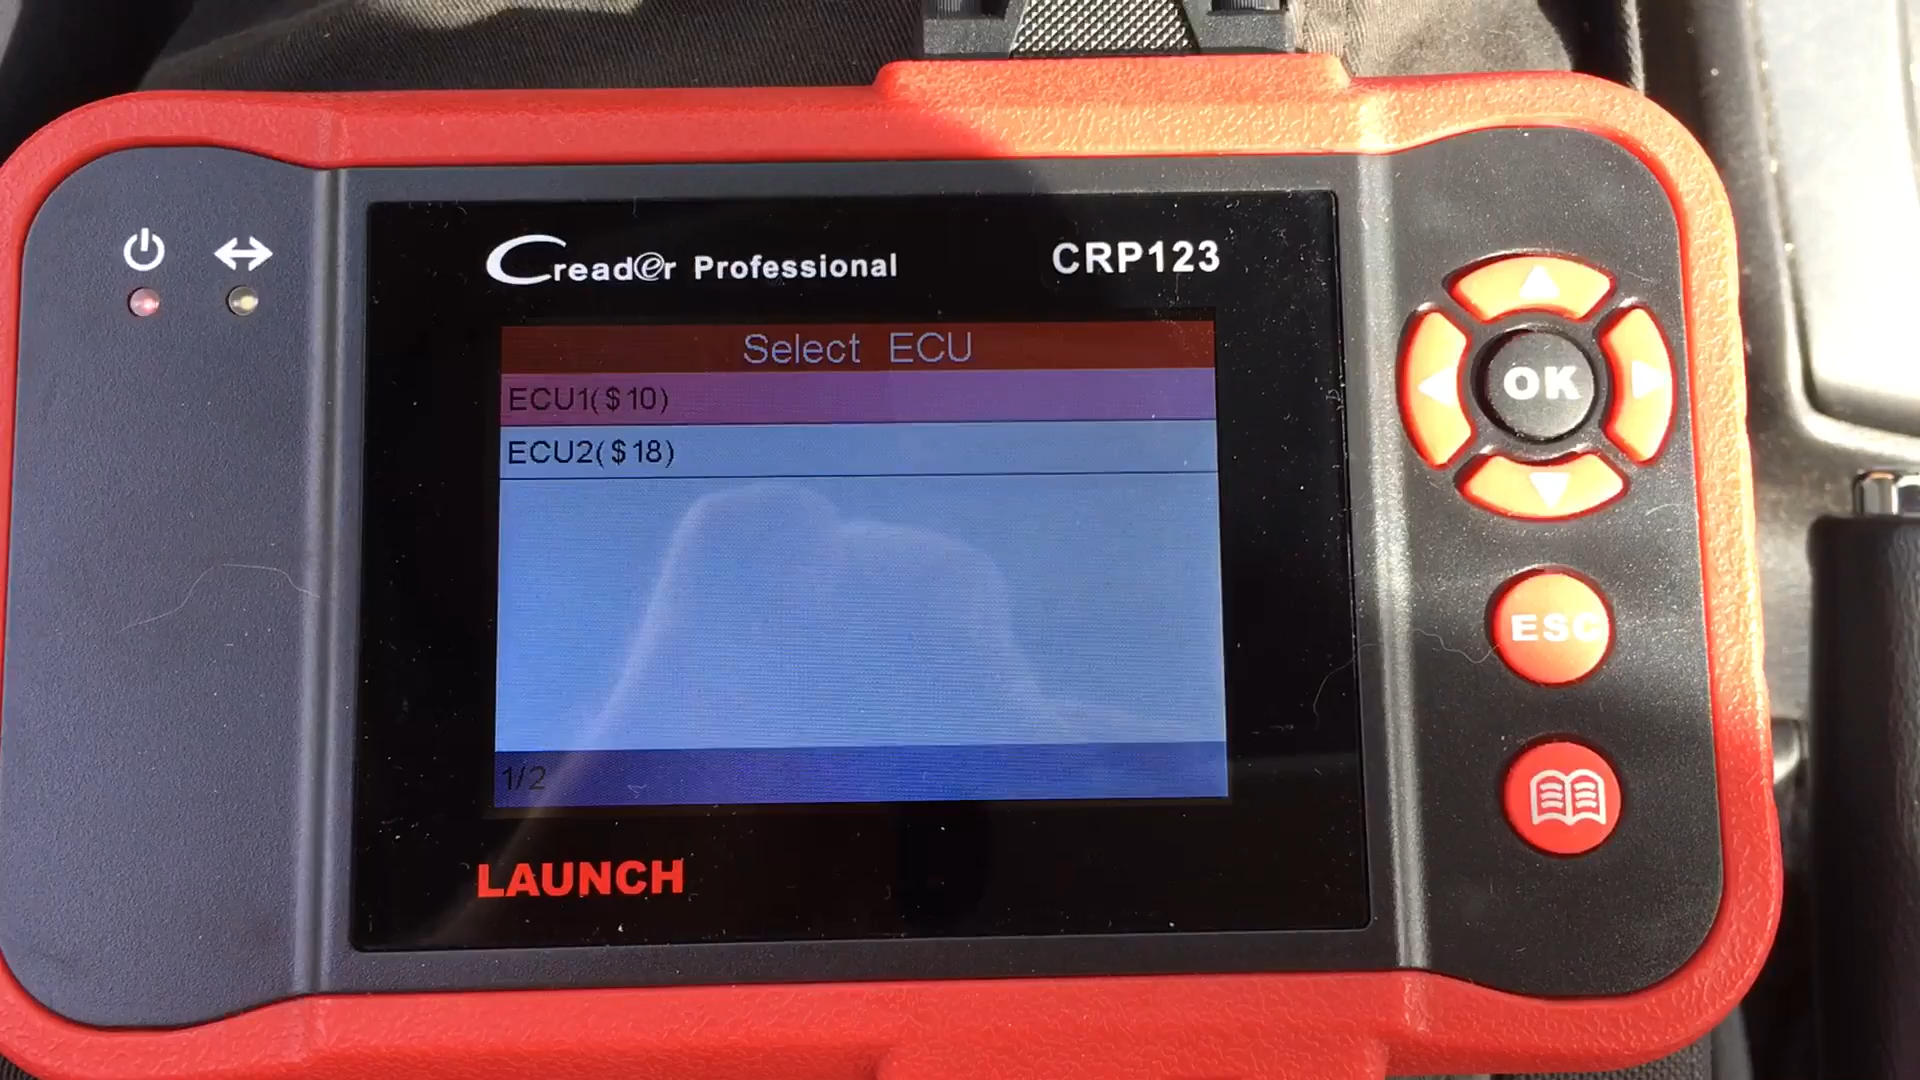 Creader Professional
CRP123
Select ECU
ECU1($10)
ECU2($18)
1/2
LAUNCH
OK
ESC